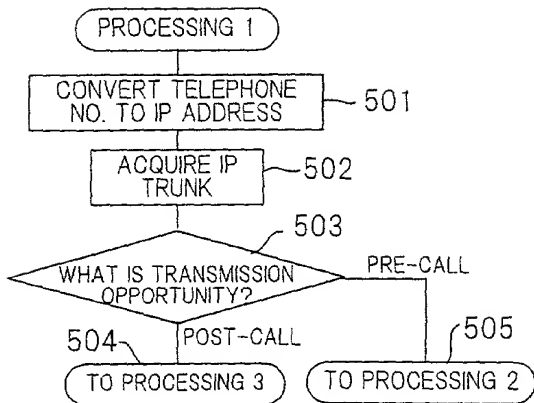 PROCESSING 1
CONVERT TELEPHONE
NO. TO IP ADDRESS
501
ACQUIRE IP
TRUNK
502
503
WHAT IS TRANSMISSION
OPPORTUNITY?
PRE-CALL
504
POST-CALL
505
TO PROCESSING 3
TO PROCESSING 2